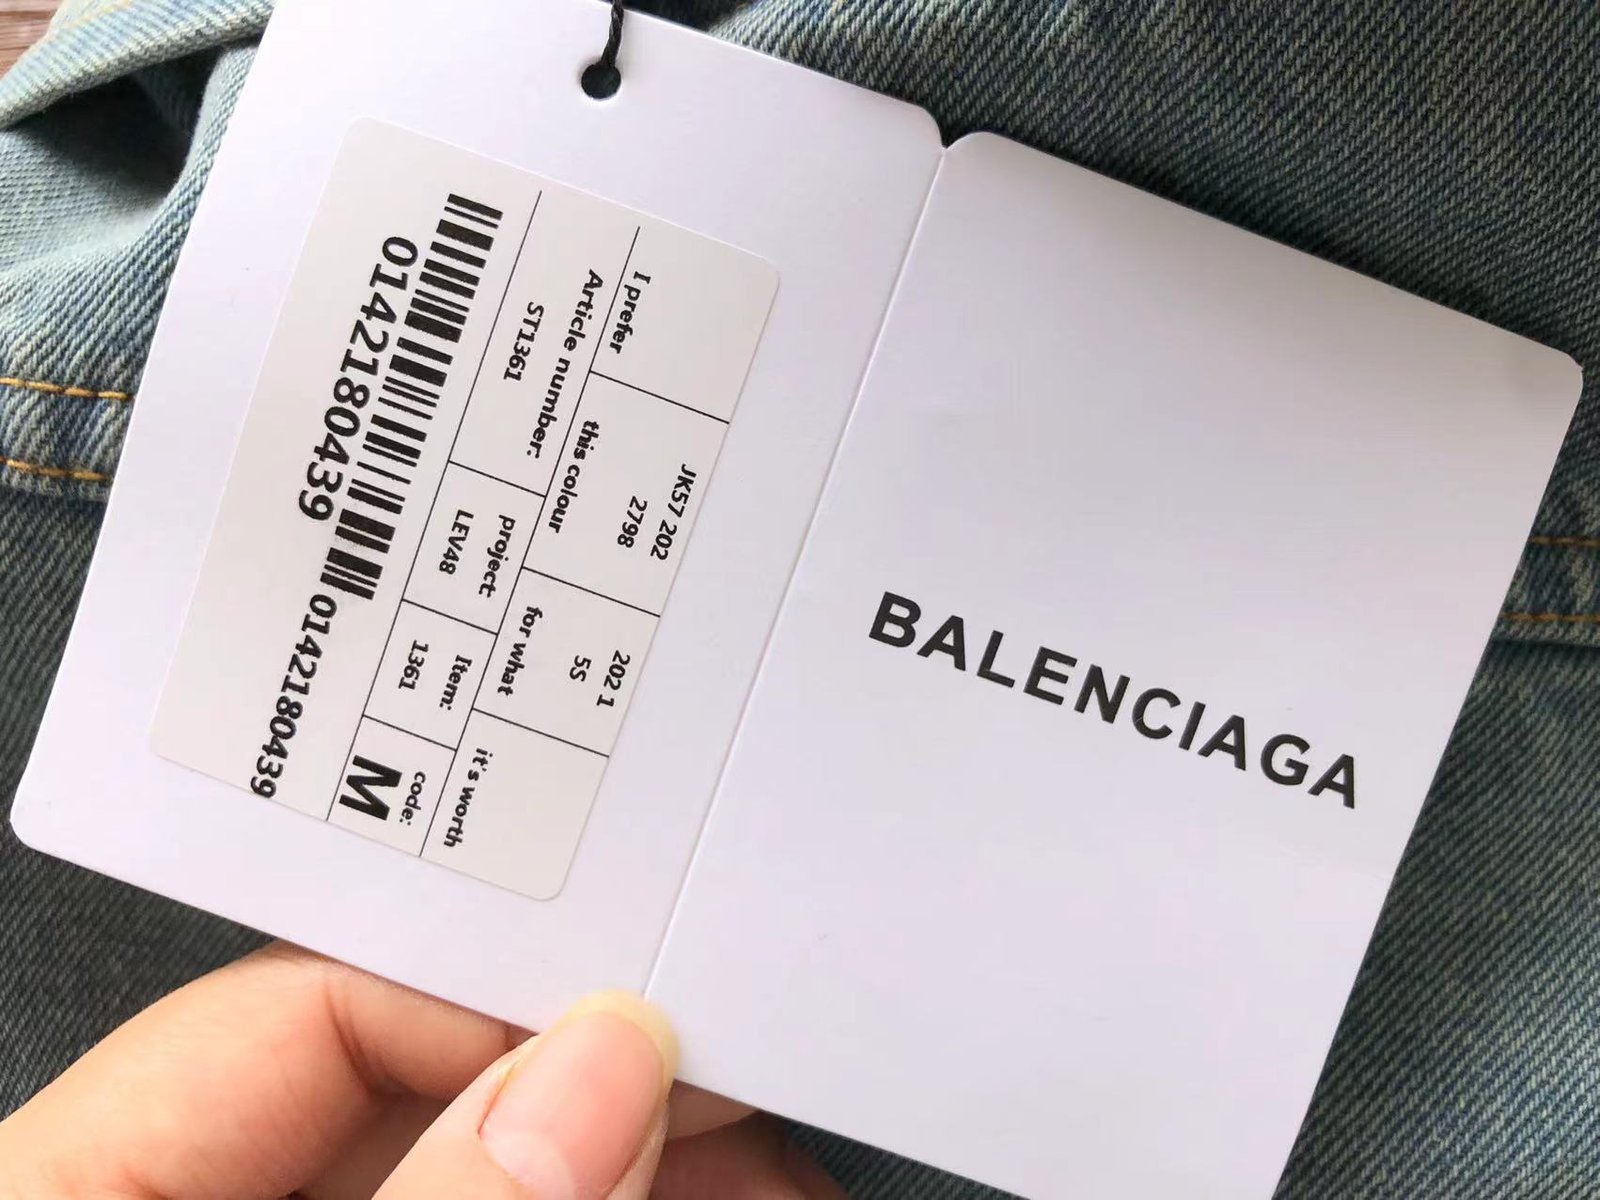 BALENCIAGA
JK57 202
2798
202 1
5S
I prefer
this colour
for what
it's worth
Article number:
ST1361
project:
LEV48
Item:
1361
code:
M
0142180439
0142180439